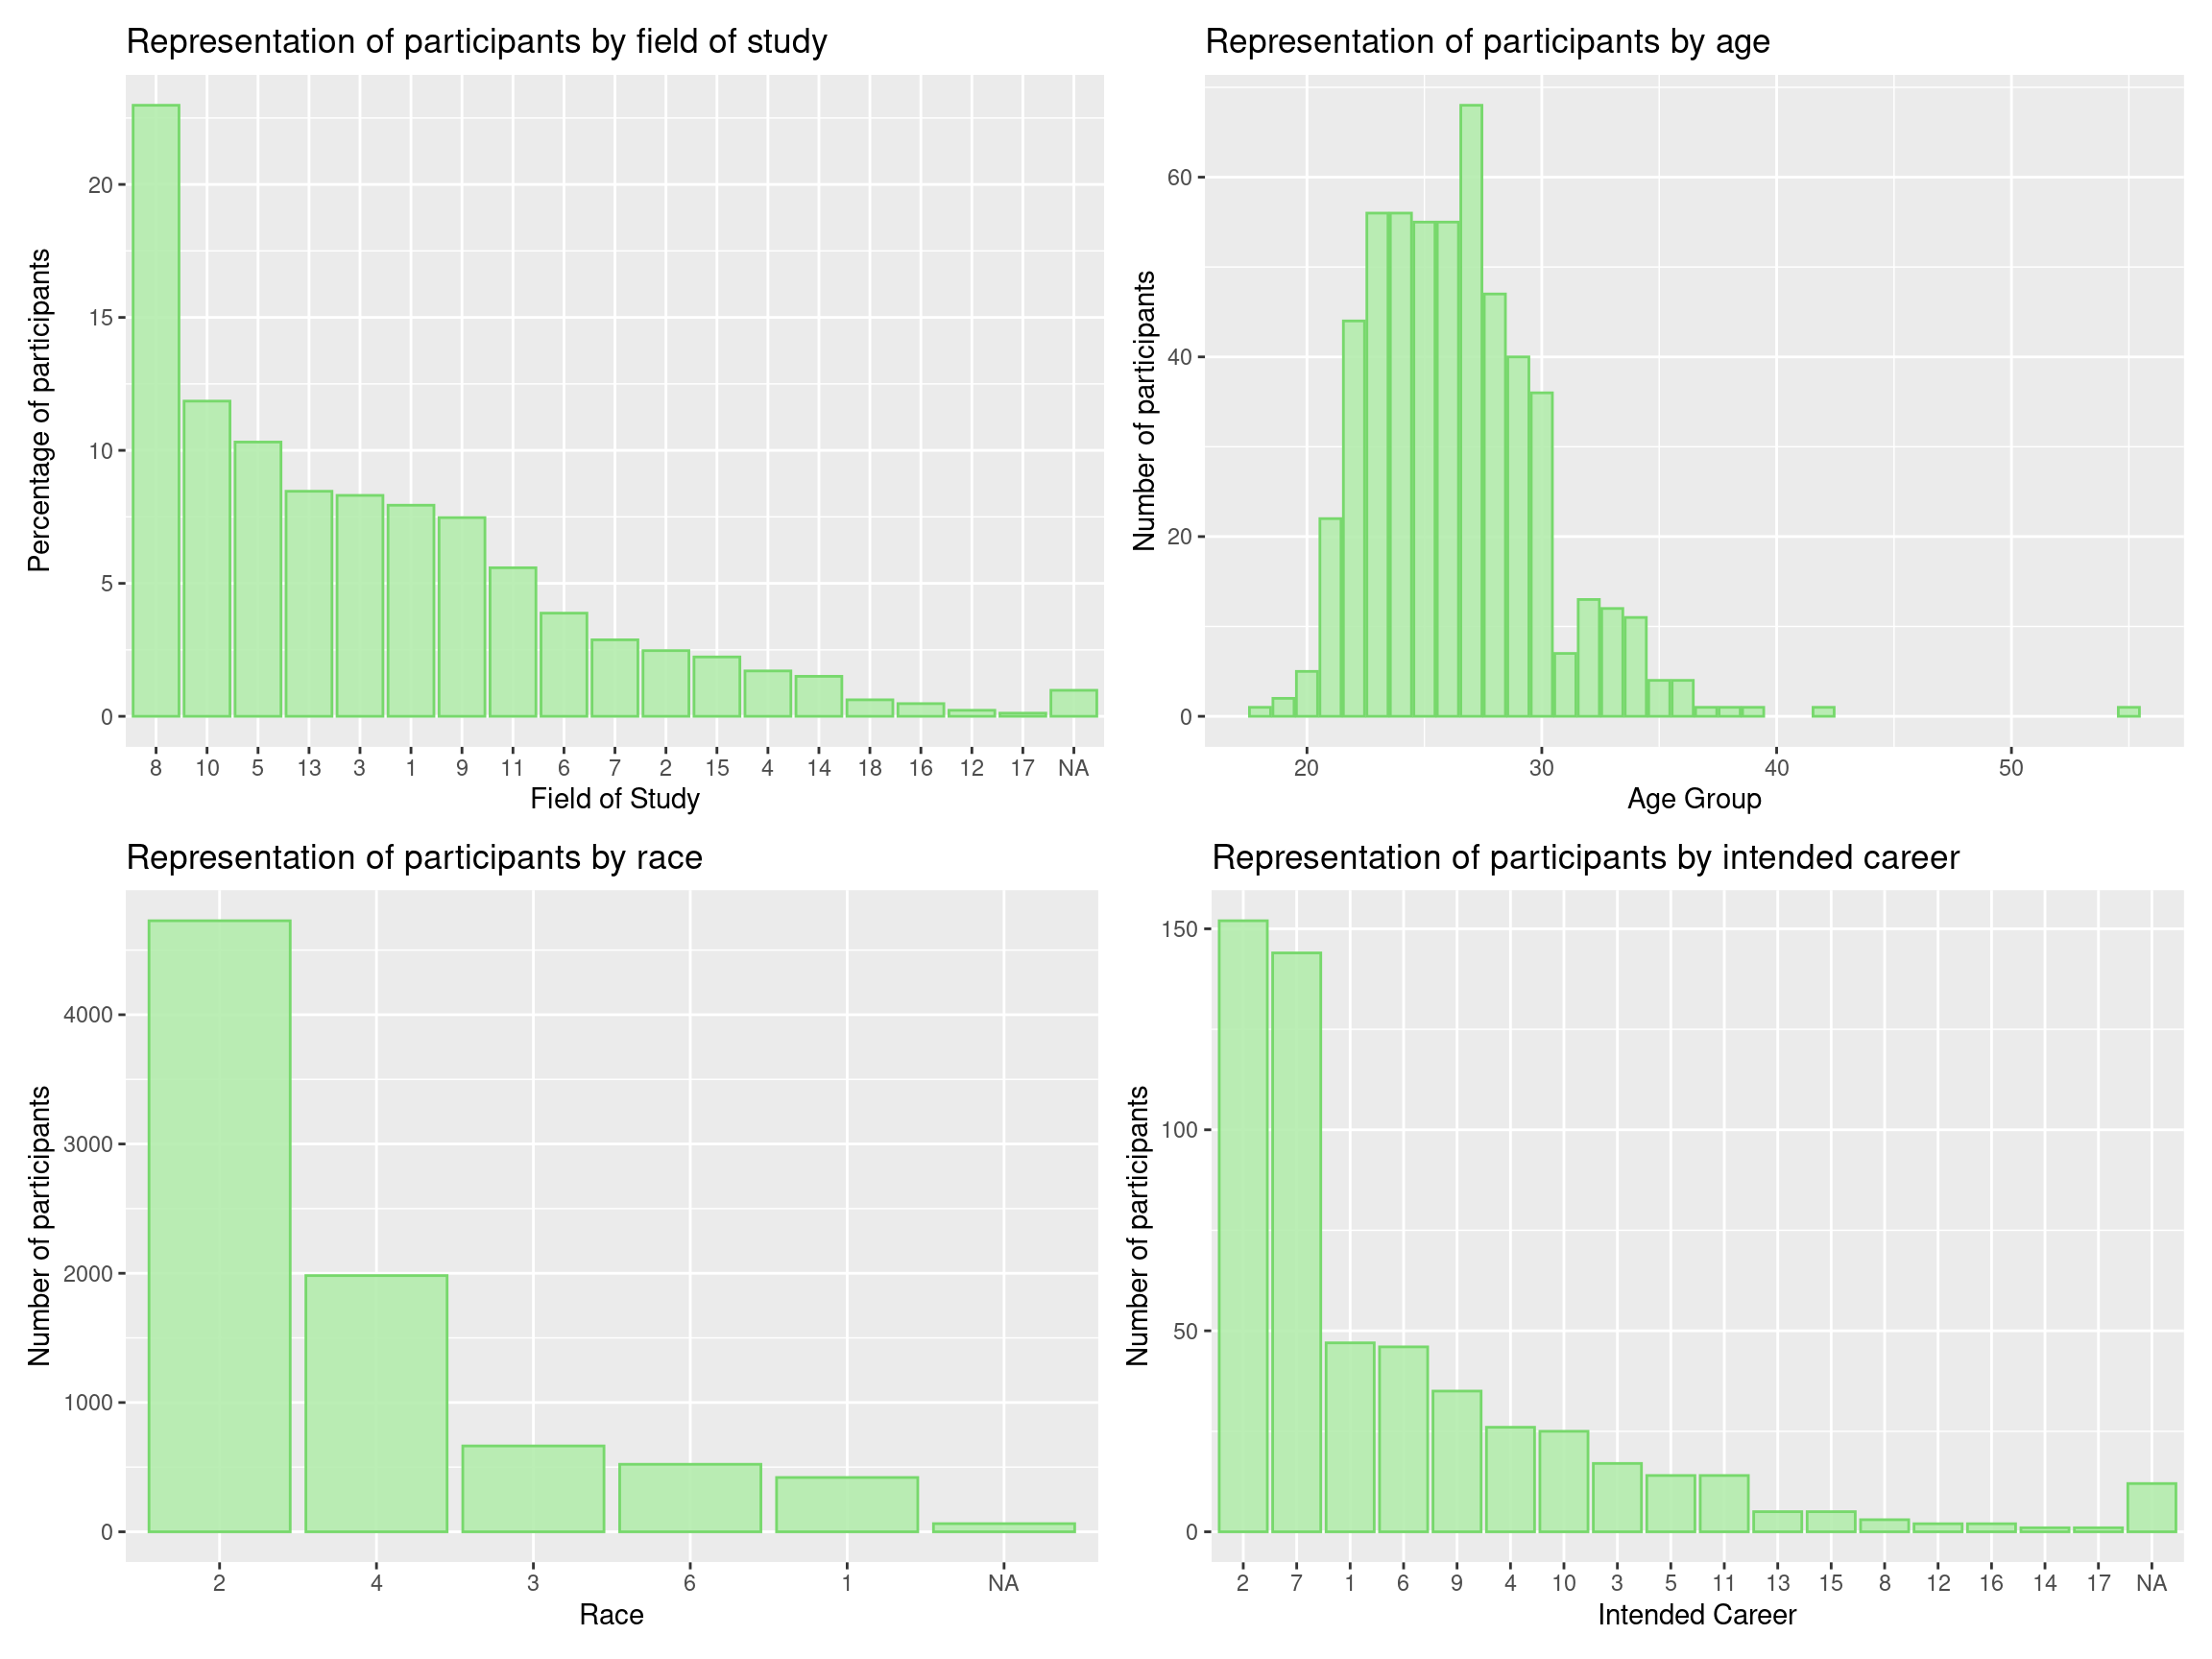 Representation of participants by field of study
Percentage of participants
20
15
10
5
0
8 10 5 13 3 1 9 11 6 7 2 15 4 14 18 16 12 17 NA
Field of Study
Representation of participants by age
Number of participants
60
40
20
0
20 30 40 50
Age Group
Representation of participants by race
Number of participants
4000
3000
2000
1000
0
2 4 3 6 1 NA
Race
Representation of participants by intended career
Number of participants
150
100
50
0
2 7 1 6 9 4 10 3 5 11 13 15 8 12 16 14 17 NA
Intended Career